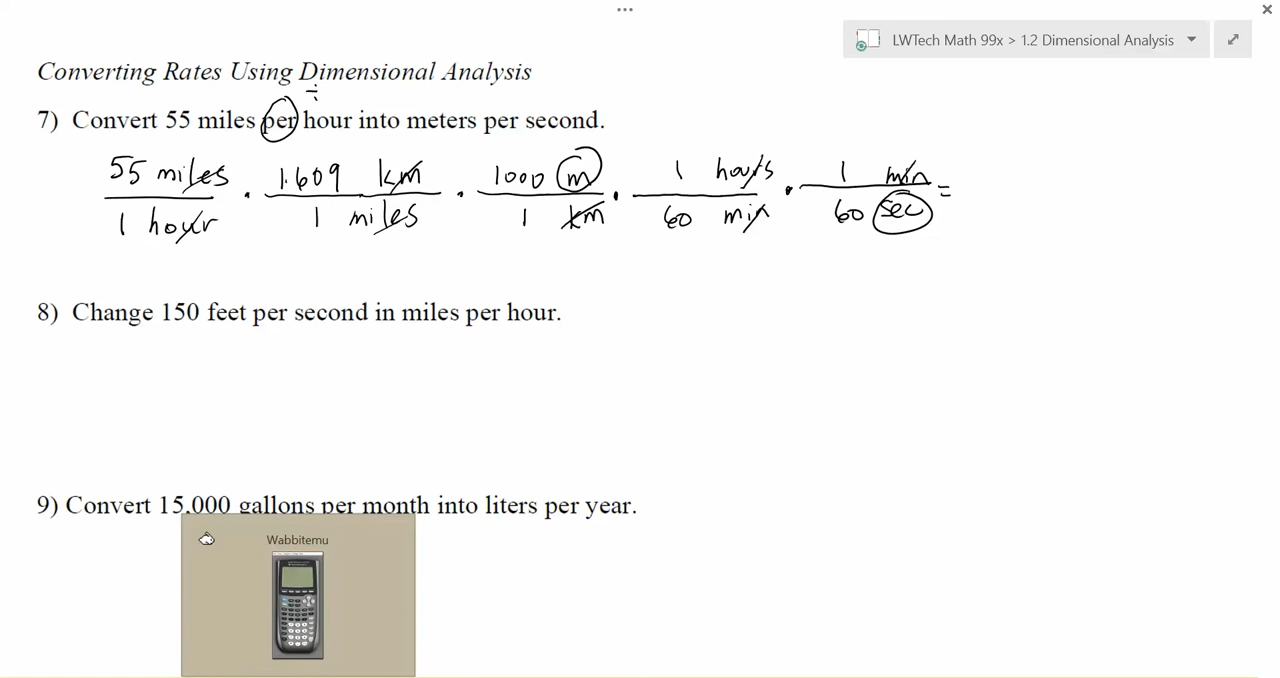 LWTech Math 99x > 1.2 Dimensional Analysis
Converting Rates Using Dimensional Analysis
÷
7) Convert 55 miles per hour into meters per second.
55 miles / 1 hour · 1.609 km / 1 miles · 1000 m / 1 km · 1 hours / 60 min · 1 min / 60 sec =
8) Change 150 feet per second in miles per hour.
9) Convert 15,000 gallons per month into liters per year.
Wabbitemu